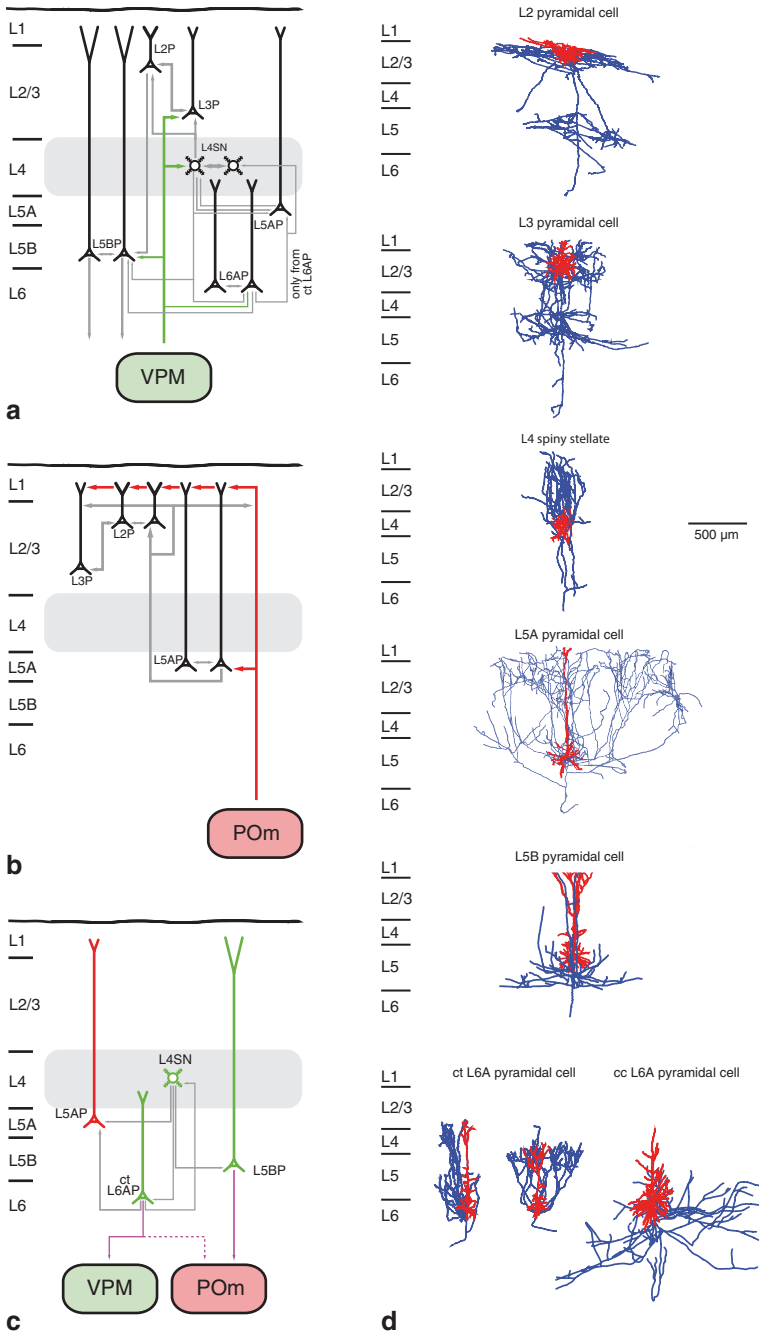 L1
L2/3
L4
L5A
L5B
L6
L2P
L3P
L4SN
L5AP
L5BP
L6AP
only from
ct L6AP
VPM
a
L1
L2/3
L4
L5A
L5B
L6
L2P
L3P
L5AP
POm
b
L1
L2/3
L4
L5A
L5B
L6
L4SN
L5AP
L5BP
ct
L6AP
VPM
POm
c
L2 pyramidal cell
L1
L2/3
L4
L5
L6
L3 pyramidal cell
L1
L2/3
L4
L5
L6
L4 spiny stellate
L1
L2/3
L4
L5
L6
500 µm
L5A pyramidal cell
L1
L2/3
L4
L5
L6
L5B pyramidal cell
L1
L2/3
L4
L5
L6
ct L6A pyramidal cell
cc L6A pyramidal cell
L1
L2/3
L4
L5
L6
d